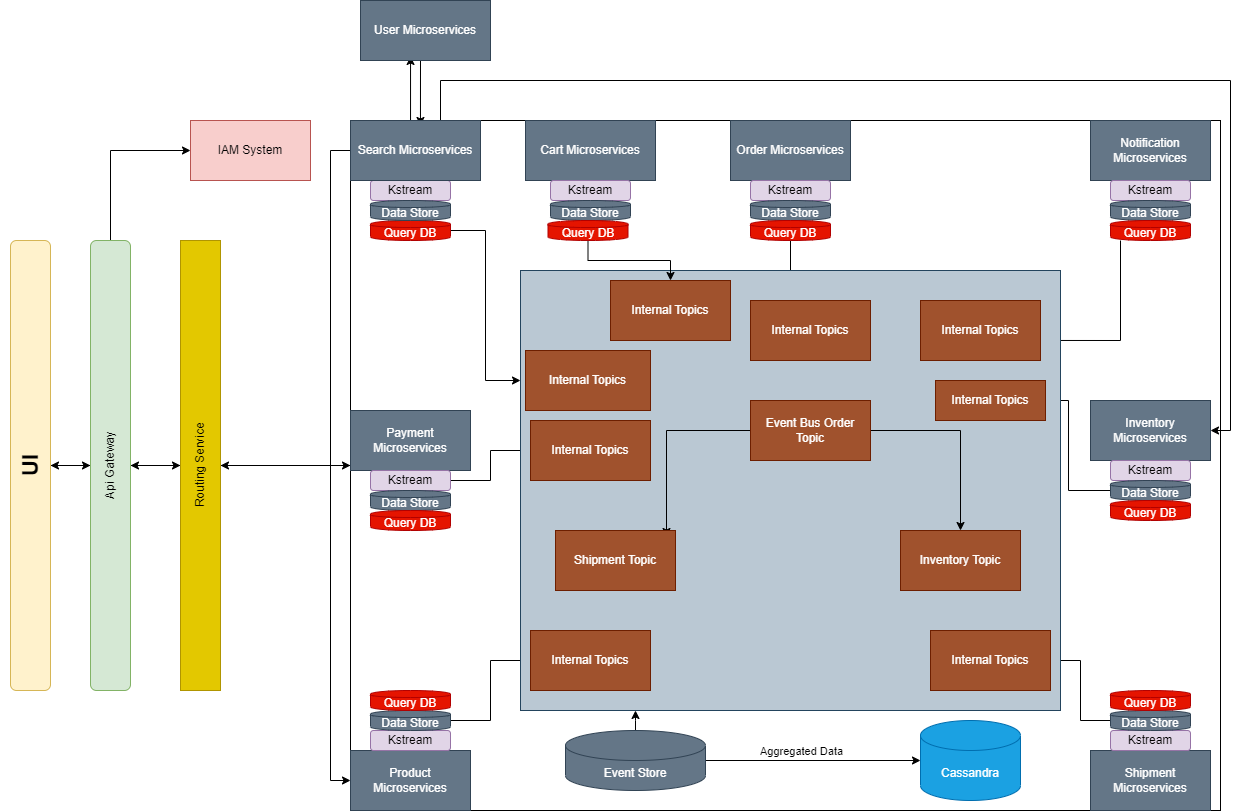 User Microservices
IAM System
Search Microservices
Cart Microservices
Order Microservices
Notification
Microservices
Kstream
Data Store
Query DB
Kstream
Data Store
Query DB
Kstream
Data Store
Query DB
Kstream
Data Store
Query DB
UI
Api Gateway
Routing Service
Internal Topics
Internal Topics
Internal Topics
Internal Topics
Internal Topics
Event Bus Order
Topic
Internal Topics
Payment
Microservices
Kstream
Data Store
Query DB
Inventory
Microservices
Kstream
Data Store
Query DB
Shipment Topic
Inventory Topic
Internal Topics
Internal Topics
Query DB
Data Store
Kstream
Product
Microservices
Event Store
Aggregated Data
Cassandra
Query DB
Data Store
Kstream
Shipment
Microservices